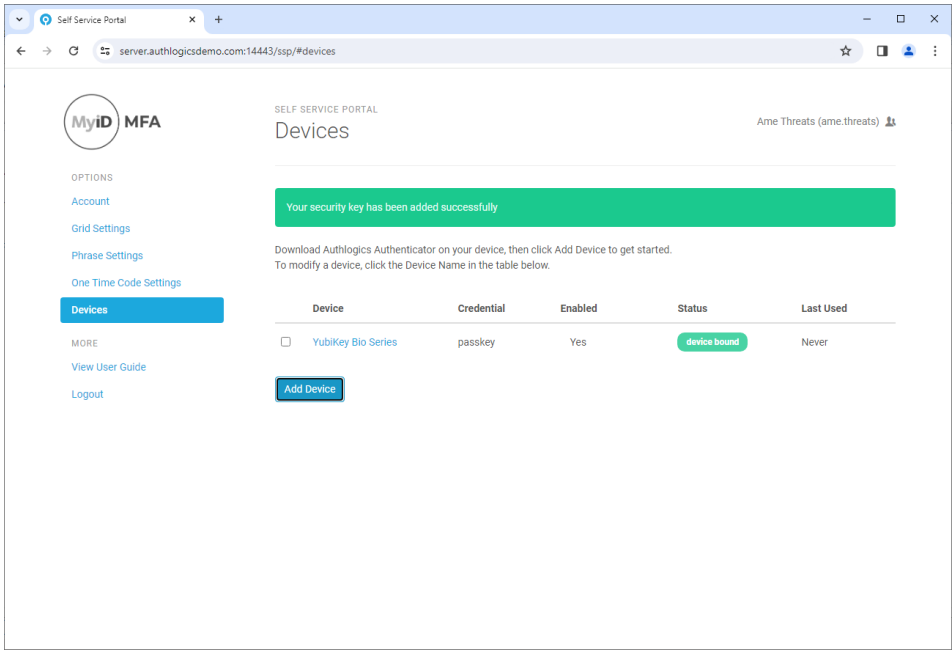 Self Service Portal
server.authlogicsdemo.com:14443/ssp/#devices
MyiD MFA
SELF SERVICE PORTAL
Devices
Ame Threats (ame.threats)
OPTIONS
Account
Grid Settings
Phrase Settings
One Time Code Settings
Devices
MORE
View User Guide
Logout
Your security key has been added successfully
Download Authlogics Authenticator on your device, then click Add Device to get started.
To modify a device, click the Device Name in the table below.
Device Credential Enabled Status Last Used
YubiKey Bio Series passkey Yes device bound Never
Add Device